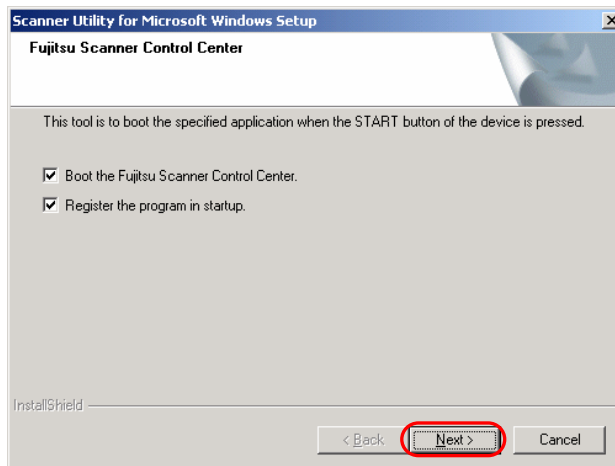 Scanner Utility for Microsoft Windows Setup
Fujitsu Scanner Control Center
This tool is to boot the specified application when the START button of the device is pressed.
Boot the Fujitsu Scanner Control Center.
Register the program in startup.
InstallShield
< Back
Next >
Cancel